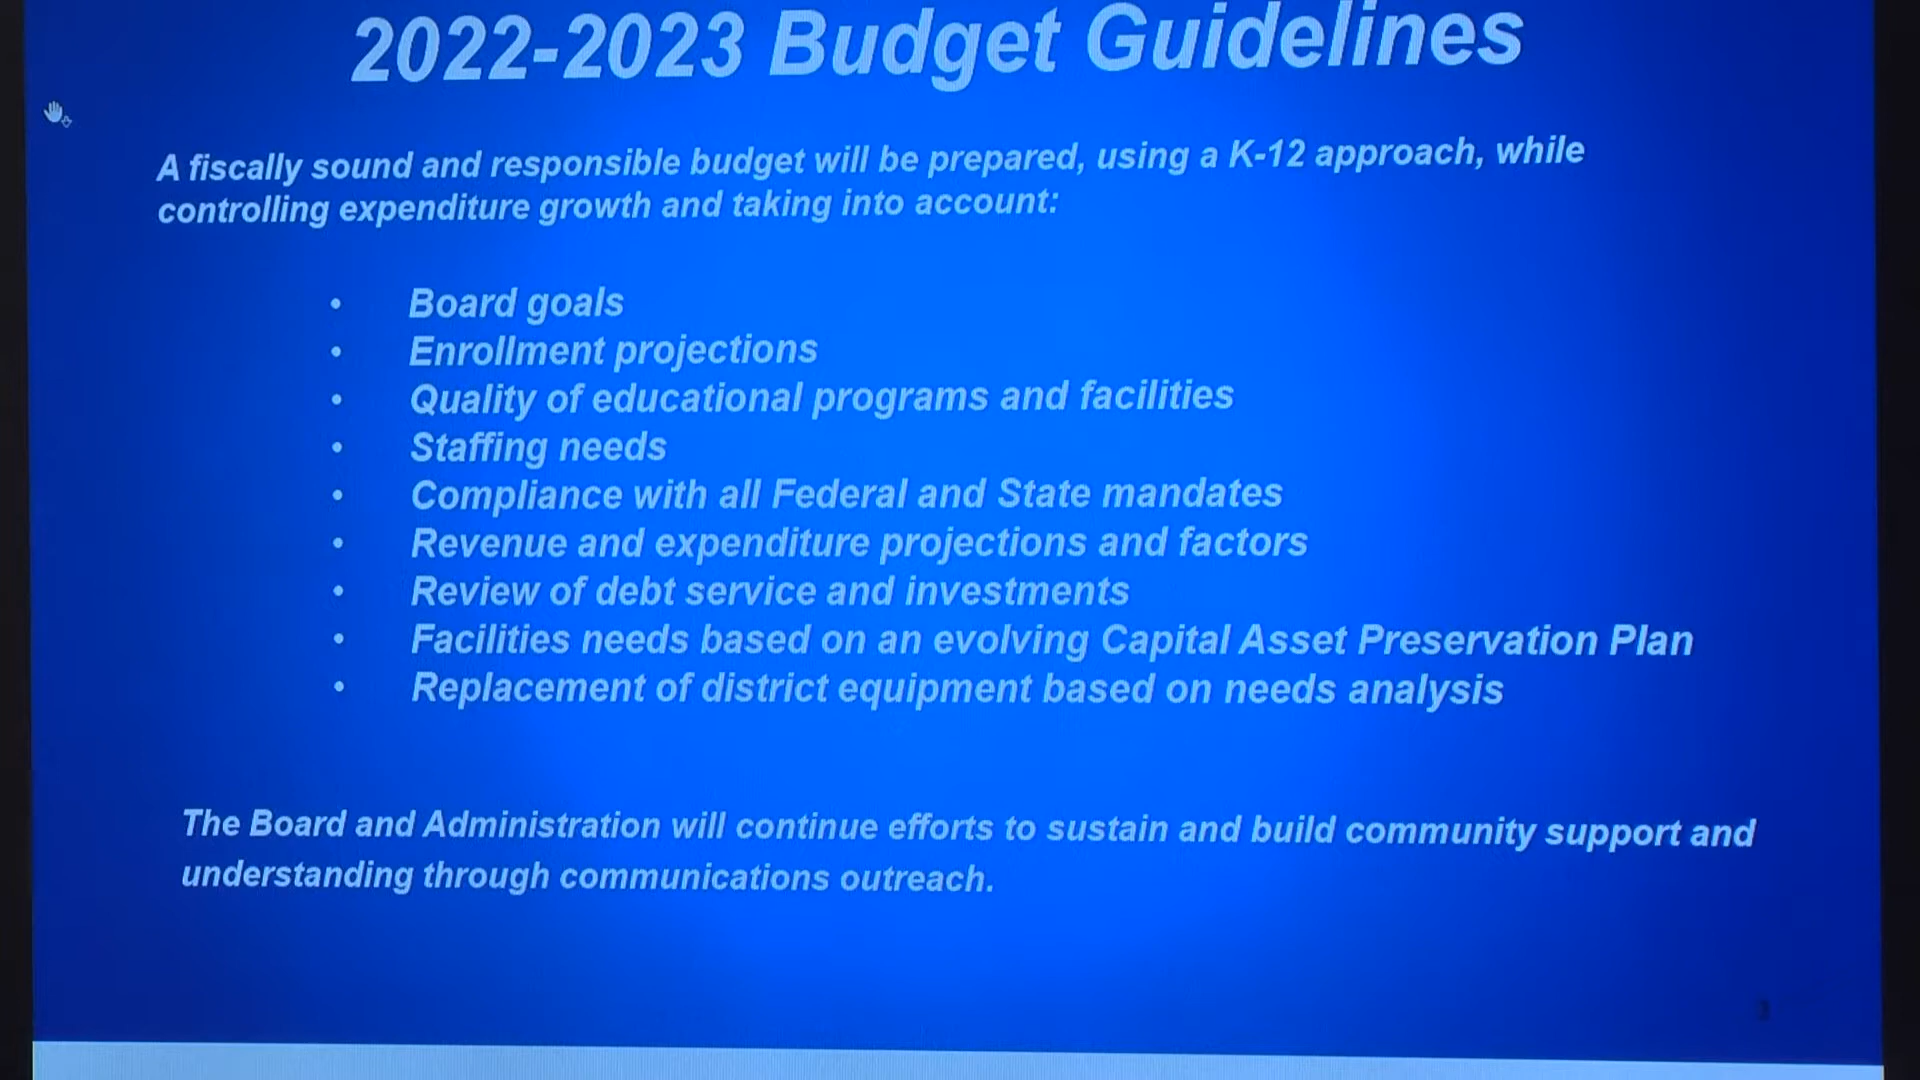 2022-2023 Budget Guidelines
A fiscally sound and responsible budget will be prepared, using a K-12 approach, while
controlling expenditure growth and taking into account:
• Board goals
• Enrollment projections
• Quality of educational programs and facilities
• Staffing needs
• Compliance with all Federal and State mandates
• Revenue and expenditure projections and factors
• Review of debt service and investments
• Facilities needs based on an evolving Capital Asset Preservation Plan
• Replacement of district equipment based on needs analysis
The Board and Administration will continue efforts to sustain and build community support and
understanding through communications outreach.